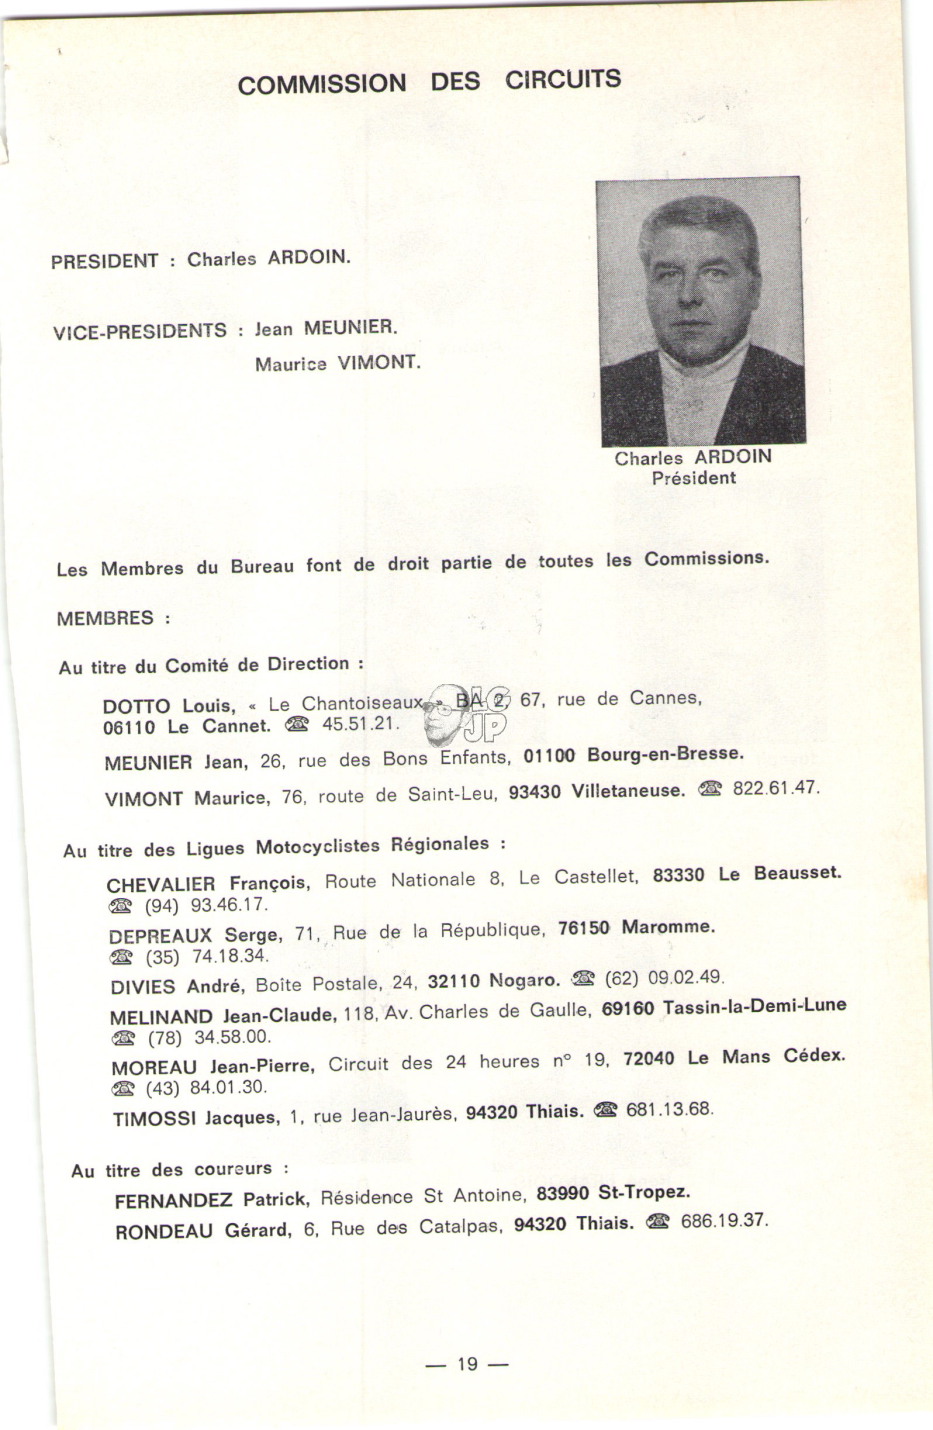 COMMISSION DES CIRCUITS
PRESIDENT : Charles ARDOIN.
VICE-PRESIDENTS : Jean MEUNIER.
Maurice VIMONT.
Charles ARDOIN
Président
Les Membres du Bureau font de droit partie de toutes les Commissions.
MEMBRES :
Au titre du Comité de Direction :
DOTTO Louis, « Le Chantoiseaux » BA 2, 67, rue de Cannes,
06110 Le Cannet. ☎ 45.51.21.
LG
JP
MEUNIER Jean, 26, rue des Bons Enfants, 01100 Bourg-en-Bresse.
VIMONT Maurice, 76, route de Saint-Leu, 93430 Villetaneuse. ☎ 822.61.47.
Au titre des Ligues Motocyclistes Régionales :
CHEVALIER François, Route Nationale 8, Le Castellet, 83330 Le Beausset.
☎ (94) 93.46.17.
DEPREAUX Serge, 71, Rue de la République, 76150 Maromme.
☎ (35) 74.18.34.
DIVIES André, Boite Postale, 24, 32110 Nogaro. ☎ (62) 09.02.49.
MELINAND Jean-Claude, 118, Av. Charles de Gaulle, 69160 Tassin-la-Demi-Lune
☎ (78) 34.58.00.
MOREAU Jean-Pierre, Circuit des 24 heures n° 19, 72040 Le Mans Cédex.
☎ (43) 84.01.30.
TIMOSSI Jacques, 1, rue Jean-Jaurès, 94320 Thiais. ☎ 681.13.68.
Au titre des coureurs :
FERNANDEZ Patrick, Résidence St Antoine, 83990 St-Tropez.
RONDEAU Gérard, 6, Rue des Catalpas, 94320 Thiais. ☎ 686.19.37.
— 19 —